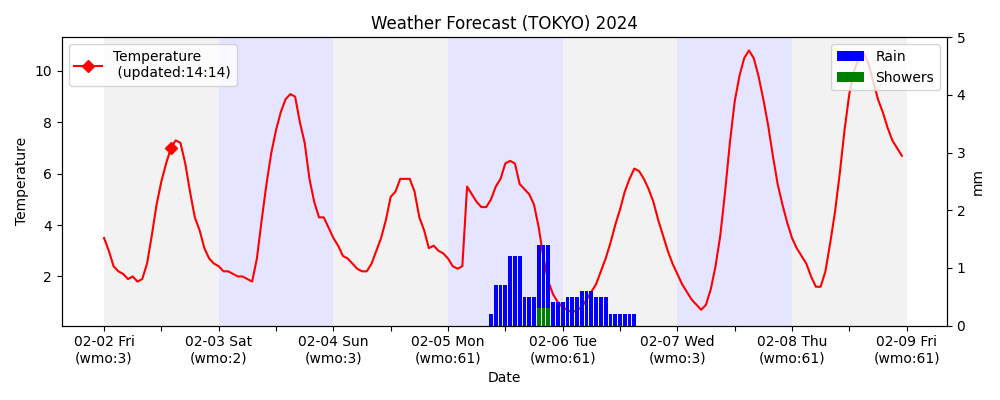 Weather Forecast (TOKYO) 2024
Temperature
(updated:14:14)
Rain
Showers
Temperature
10
8
6
4
2
5
4
3
2
1
0
mm
02-02 Fri
(wmo:3)
02-03 Sat
(wmo:2)
02-04 Sun
(wmo:3)
02-05 Mon
(wmo:61)
02-06 Tue
(wmo:61)
02-07 Wed
(wmo:3)
02-08 Thu
(wmo:61)
02-09 Fri
(wmo:61)
Date